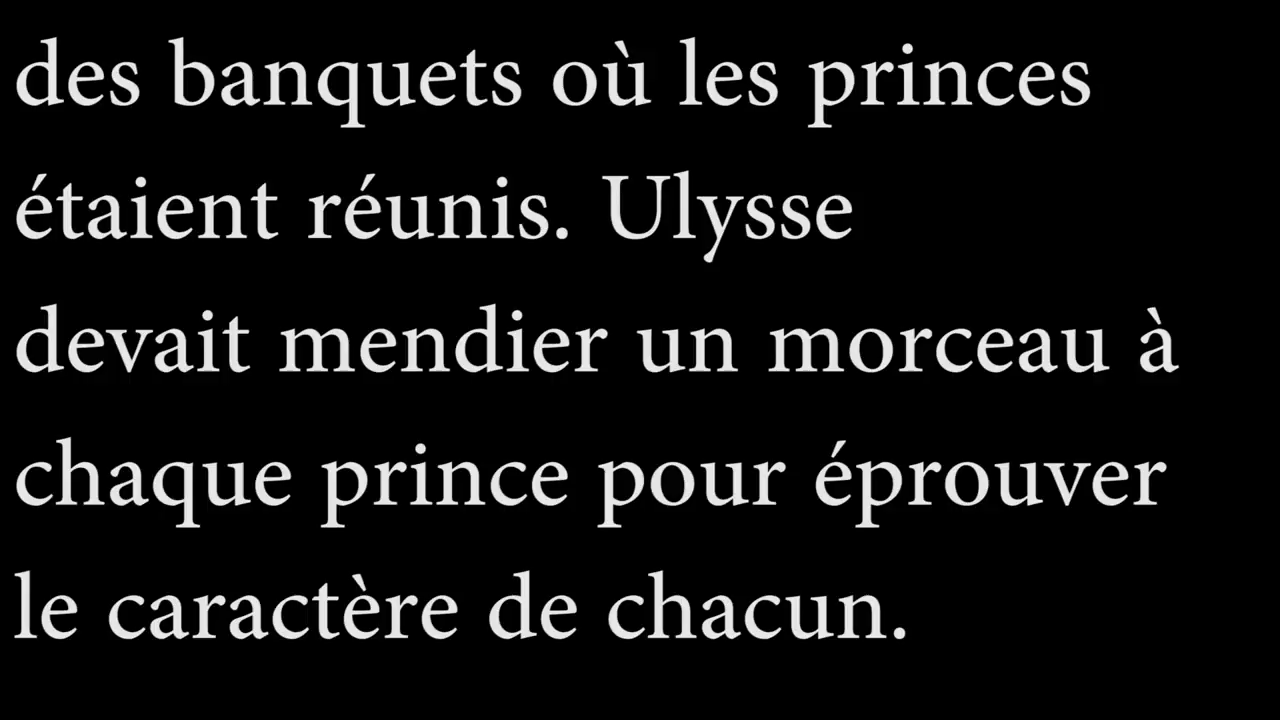 des banquets où les princes
étaient réunis. Ulysse
devait mendier un morceau à
chaque prince pour éprouver
le caractère de chacun.